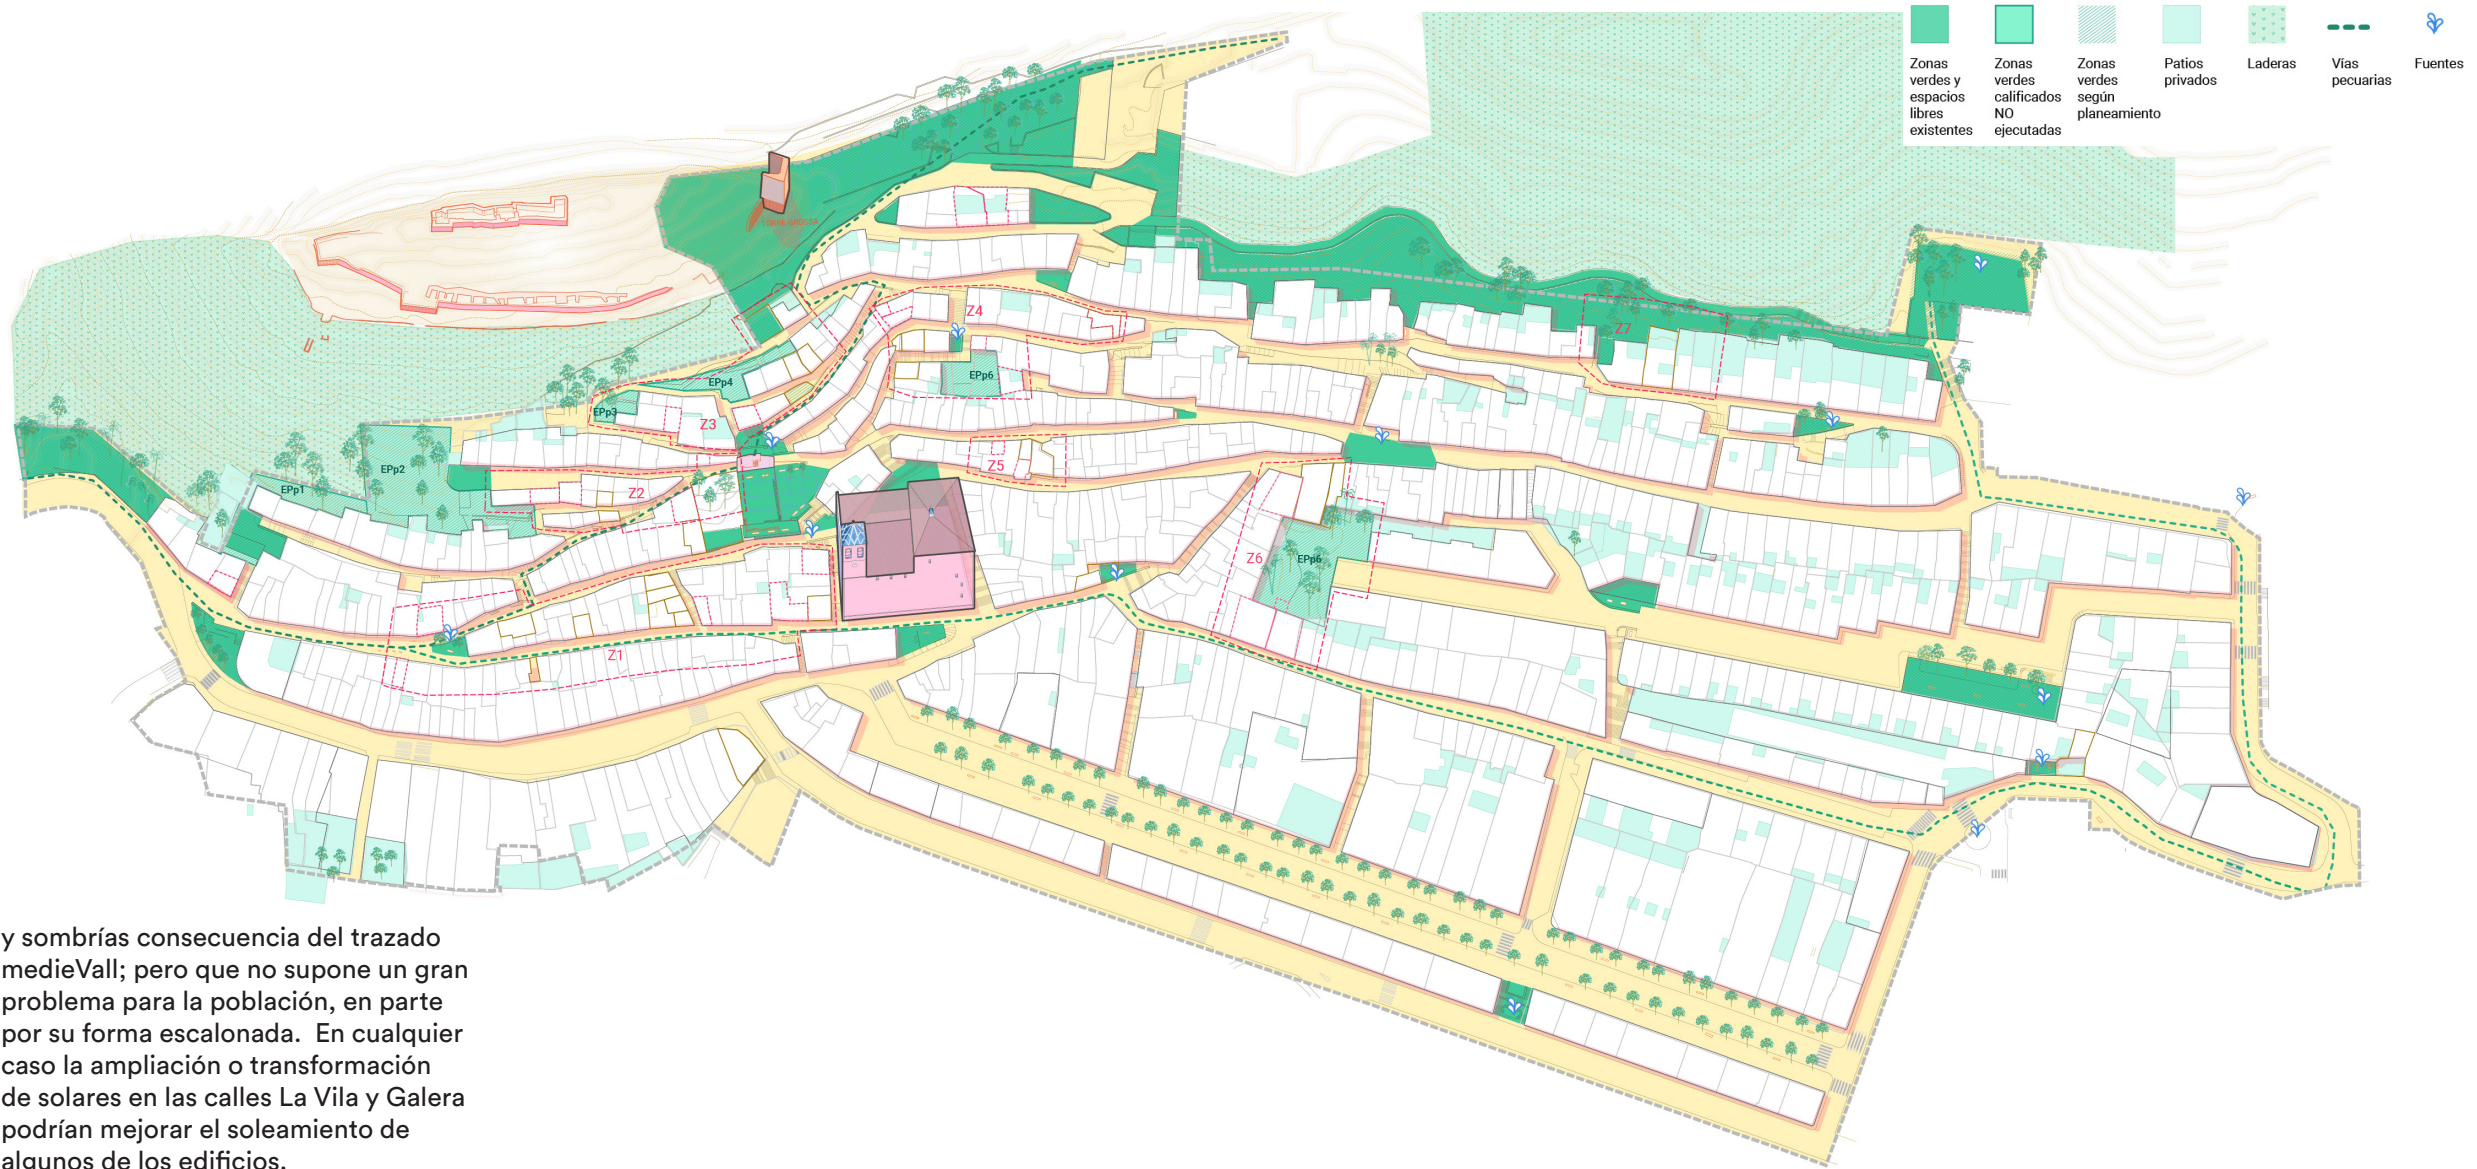 Zonas
verdes y
espacios
libres
existentes
Zonas
verdes
calificados
NO
ejecutadas
Zonas
verdes
según
planeamiento
Patios
privados
Laderas
Vías
pecuarias
Fuentes
TORRE GROSSA
Z4
Z7
EPp4
EPp6
EPp3
Z3
Z5
EPp2
EPp1
Z2
Z6
EPp6
Z1
y sombrías consecuencia del trazado
medieVall; pero que no supone un gran
problema para la población, en parte
por su forma escalonada. En cualquier
caso la ampliación o transformación
de solares en las calles La Vila y Galera
podrían mejorar el soleamiento de
algunos de los edificios.